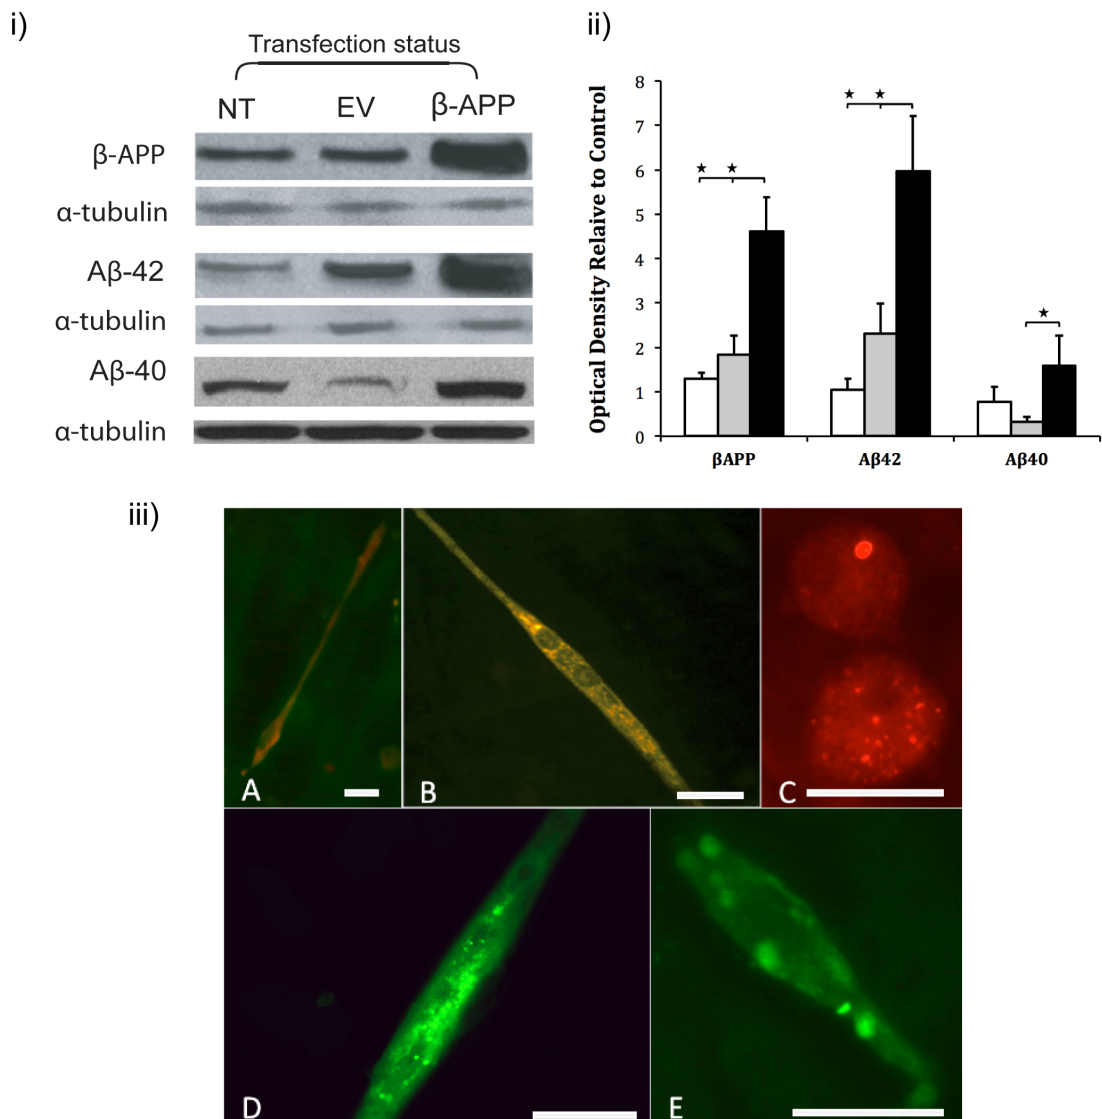 i)
Transfection status
NT EV β-APP
β-APP
α-tubulin
Aβ-42
α-tubulin
Aβ-40
α-tubulin
ii)
Optical Density Relaive to Control
8
7
6
5
4
3
2
1
0
★ ★
★ ★
★
βAPP Aβ42 Aβ40
iii)
A B C
D E